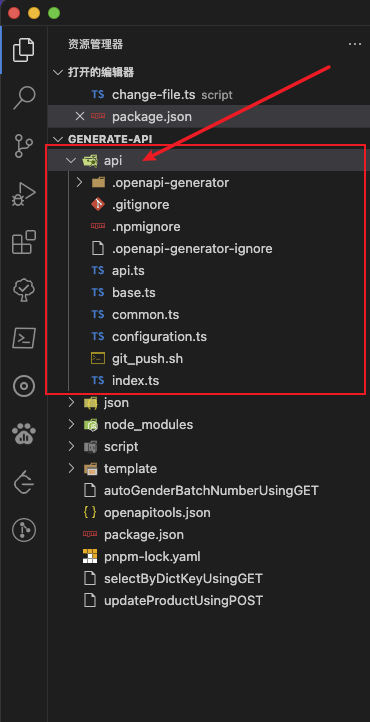 资源管理器
打开的编辑器
TS change-file.ts script
package.json
GENERATE-API
api
.openapi-generator
.gitignore
.npmignore
.openapi-generator-ignore
TS api.ts
TS base.ts
TS common.ts
TS configuration.ts
git_push.sh
TS index.ts
json
node_modules
script
template
autoGenderBatchNumberUsingGET
openapitools.json
package.json
pnpm-lock.yaml
selectByDictKeyUsingGET
updateProductUsingPOST